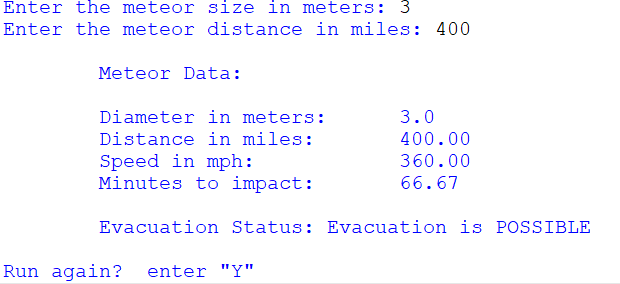 Enter the meteor size in meters: 3
Enter the meteor distance in miles: 400
Meteor Data:
Diameter in meters: 3.0
Distance in miles: 400.00
Speed in mph: 360.00
Minutes to impact: 66.67
Evacuation Status: Evacuation is POSSIBLE
Run again?  enter "Y"